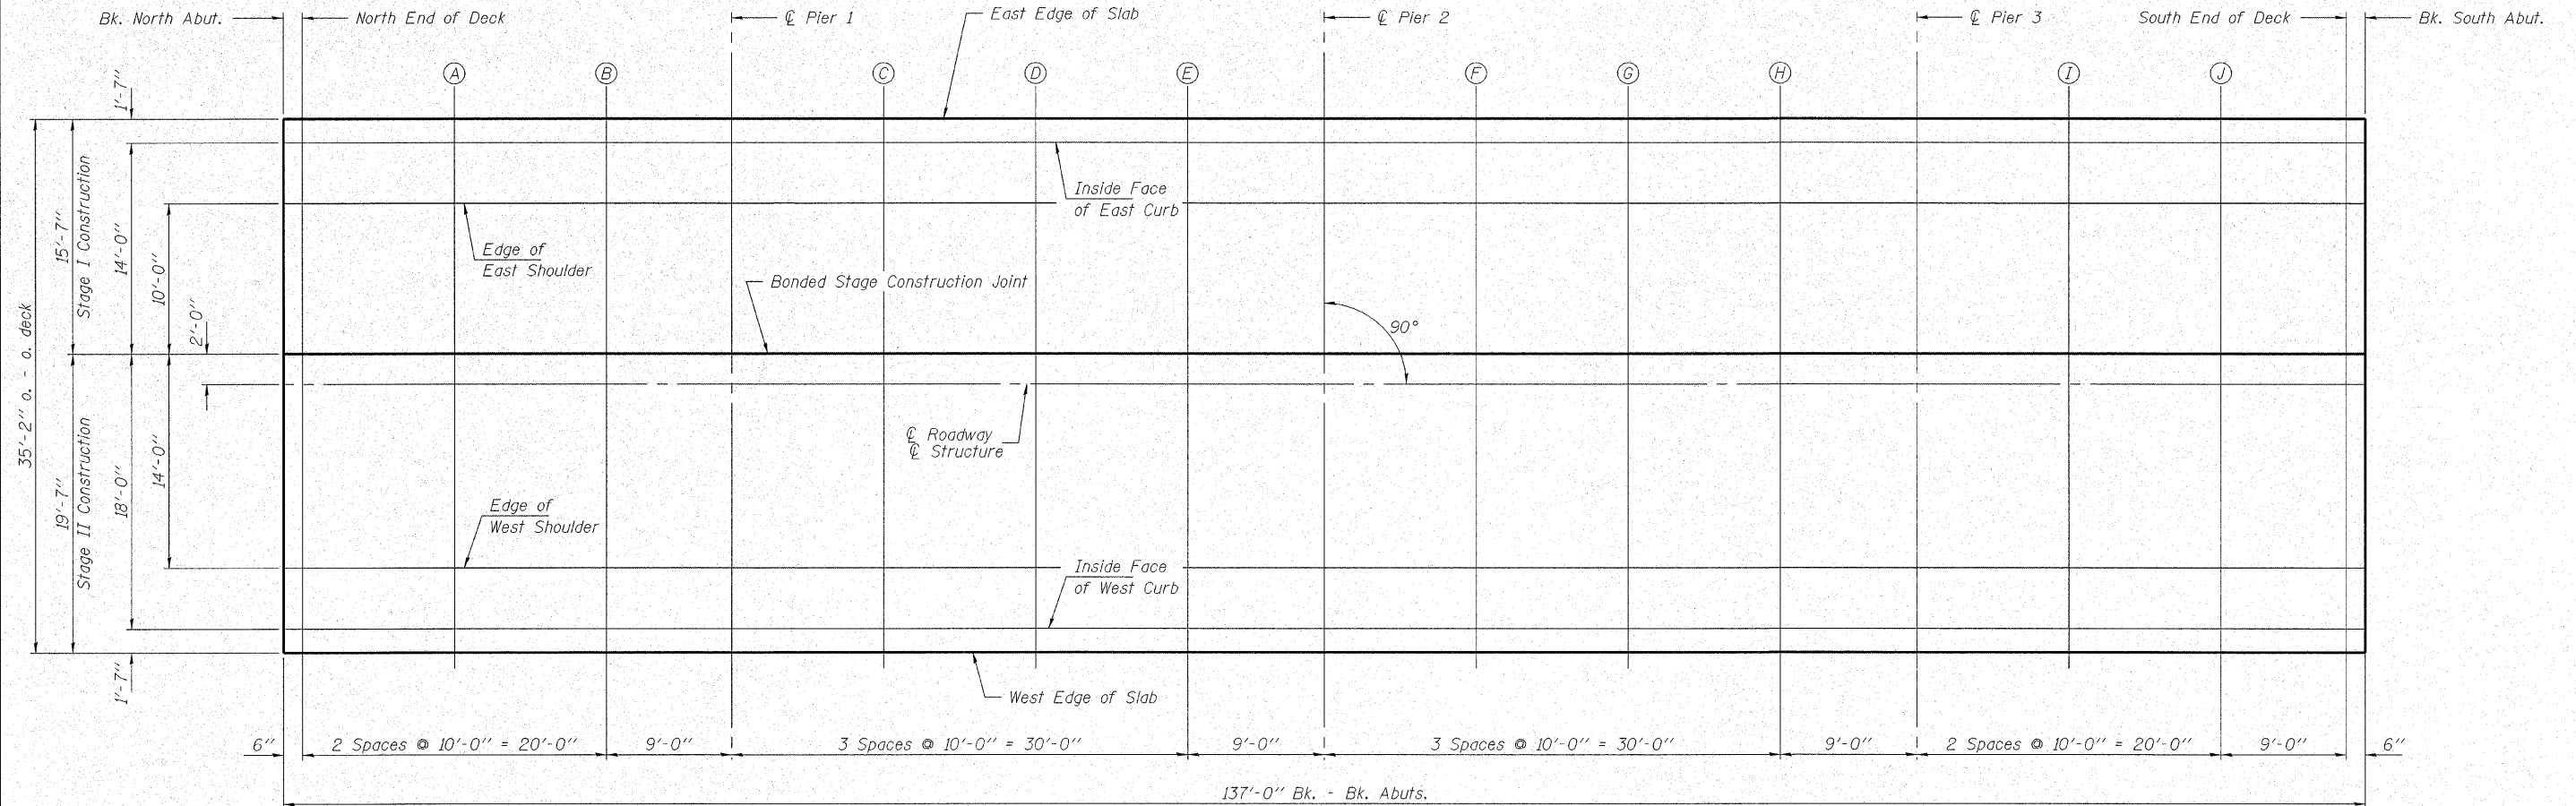 Bk. North Abut.
North End of Deck
℄ Pier 1
East Edge of Slab
℄ Pier 2
℄ Pier 3
South End of Deck
Bk. South Abut.
A
B
C
D
E
F
G
H
I
J
1'-7"
35'-2" o. - o. deck
15'-7"
Stage I Construction
14'-0"
10'-0"
2'-0"
Inside Face
of East Curb
Edge of
East Shoulder
Bonded Stage Construction Joint
90°
℄ Roadway
℄ Structure
19'-7"
Stage II Construction
18'-0"
14'-0"
Edge of
West Shoulder
Inside Face
of West Curb
1'-7"
West Edge of Slab
6"
2 Spaces @ 10'-0" = 20'-0"
9'-0"
3 Spaces @ 10'-0" = 30'-0"
9'-0"
3 Spaces @ 10'-0" = 30'-0"
9'-0"
2 Spaces @ 10'-0" = 20'-0"
9'-0"
6"
137'-0" Bk. - Bk. Abuts.